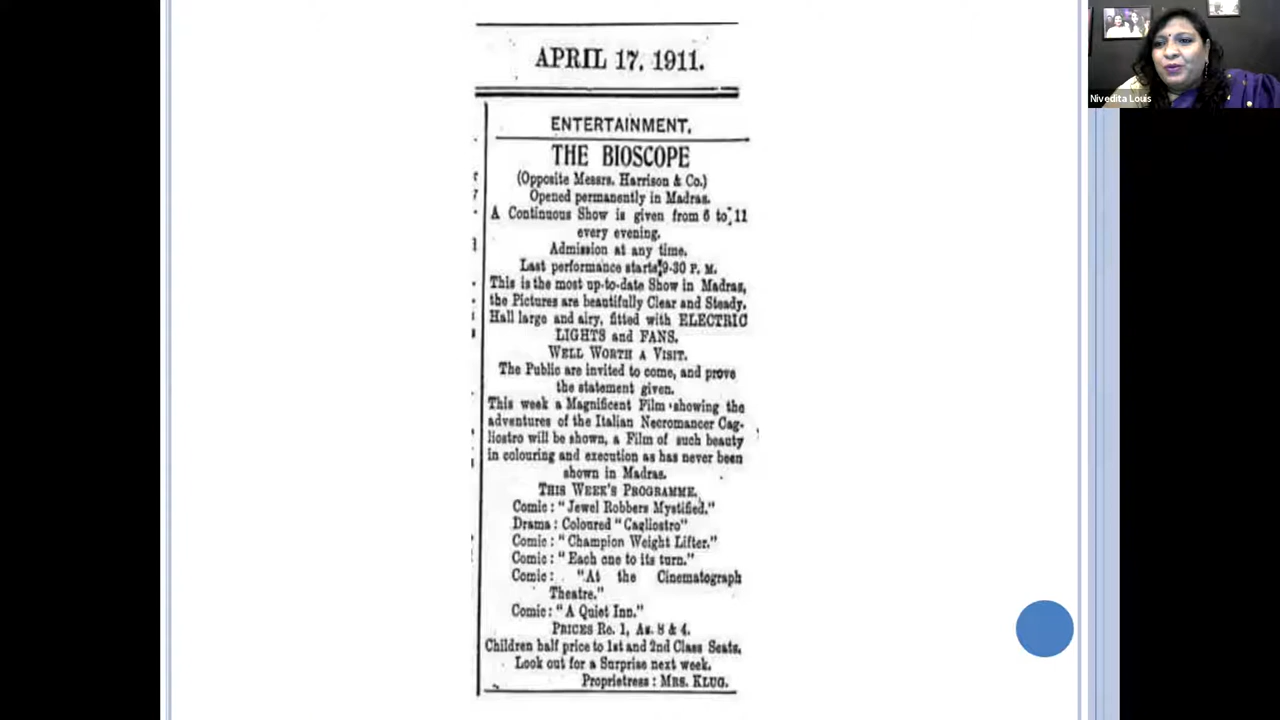 APRIL 17, 1911.
ENTERTAINMENT.
THE BIOSCOPE
(Opposite Messrs. Harrison & Co.)
Opened permanently in Madras.
A Continuous Show is given from 6 to 11
every evening.
Admission at any time.
Last performance starts 9-30 P. M.
This is the most up-to-date Show in Madras,
the Pictures are beautifully Clear and Steady.
Hall large and airy, fitted with ELECTRIC
LIGHTS and FANS.
WELL WORTH A VISIT.
The Public are invited to come, and prove
the statement given.
This week a Magnificent Film showing the
adventures of the Italian Necromancer Cag-
liostro will be shown, a Film of such beauty
in colouring and execution as has never been
shown in Madras.
THIS WEEK'S PROGRAMME.
Comic: "Jewel Robbers Mystified."
Drama: Coloured "Cagliostro"
Comic: "Champion Weight Lifter."
Comic: "Each one to its turn."
Comic: "At the Cinematograph
Theatre."
Comic: "A Quiet Inn."
PRICES Re. 1, As. 8 & 4.
Children half price to 1st and 2nd Class Seats.
Look out for a Surprise next week.
Proprietress: MRS. KLUG.
Nivedita Louis